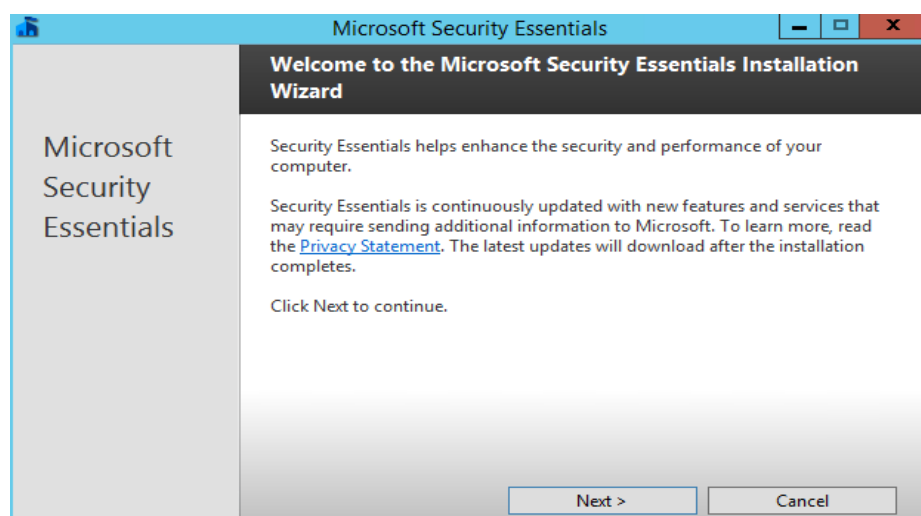 Microsoft Security Essentials
Welcome to the Microsoft Security Essentials Installation
Wizard
Microsoft
Security
Essentials
Security Essentials helps enhance the security and performance of your
computer.
Security Essentials is continuously updated with new features and services that
may require sending additional information to Microsoft. To learn more, read
the Privacy Statement. The latest updates will download after the installation
completes.
Click Next to continue.
Next >
Cancel